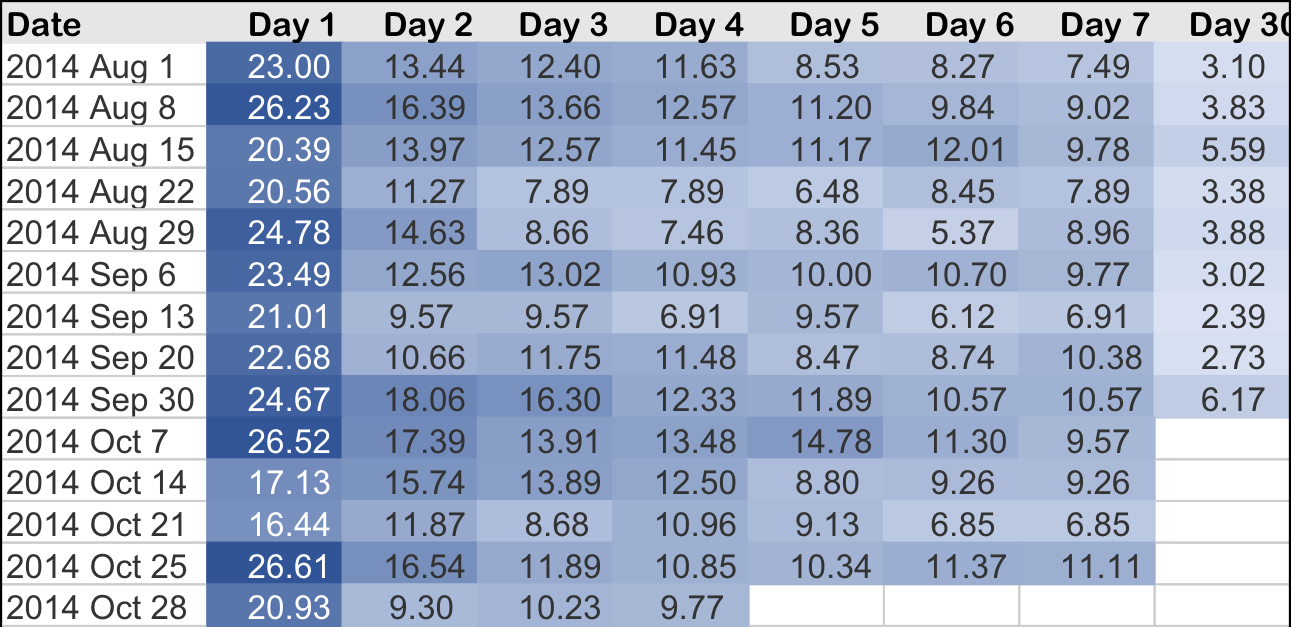 Date Day 1 Day 2 Day 3 Day 4 Day 5 Day 6 Day 7 Day 30
2014 Aug 1 23.00 13.44 12.40 11.63 8.53 8.27 7.49 3.10
2014 Aug 8 26.23 16.39 13.66 12.57 11.20 9.84 9.02 3.83
2014 Aug 15 20.39 13.97 12.57 11.45 11.17 12.01 9.78 5.59
2014 Aug 22 20.56 11.27 7.89 7.89 6.48 8.45 7.89 3.38
2014 Aug 29 24.78 14.63 8.66 7.46 8.36 5.37 8.96 3.88
2014 Sep 6 23.49 12.56 13.02 10.93 10.00 10.70 9.77 3.02
2014 Sep 13 21.01 9.57 9.57 6.91 9.57 6.12 6.91 2.39
2014 Sep 20 22.68 10.66 11.75 11.48 8.47 8.74 10.38 2.73
2014 Sep 30 24.67 18.06 16.30 12.33 11.89 10.57 10.57 6.17
2014 Oct 7 26.52 17.39 13.91 13.48 14.78 11.30 9.57
2014 Oct 14 17.13 15.74 13.89 12.50 8.80 9.26 9.26
2014 Oct 21 16.44 11.87 8.68 10.96 9.13 6.85 6.85
2014 Oct 25 26.61 16.54 11.89 10.85 10.34 11.37 11.11
2014 Oct 28 20.93 9.30 10.23 9.77